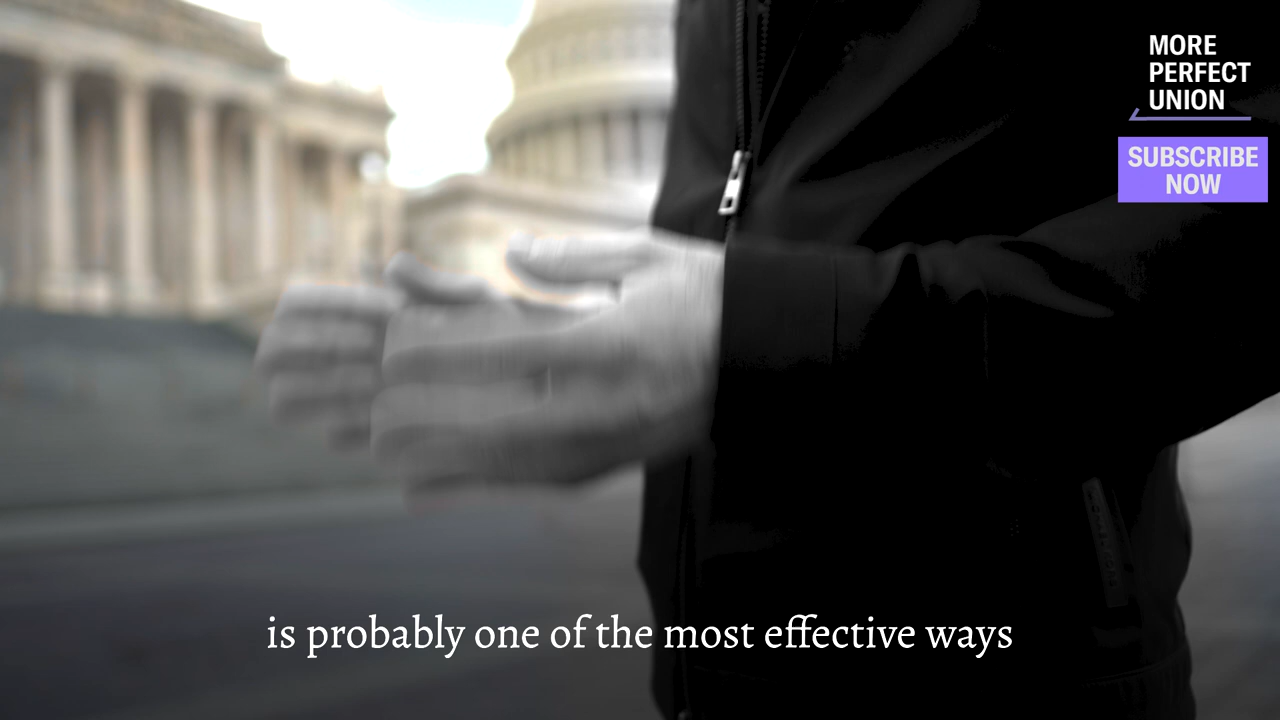 MORE
PERFECT
UNION
SUBSCRIBE
NOW
is probably one of the most effective ways